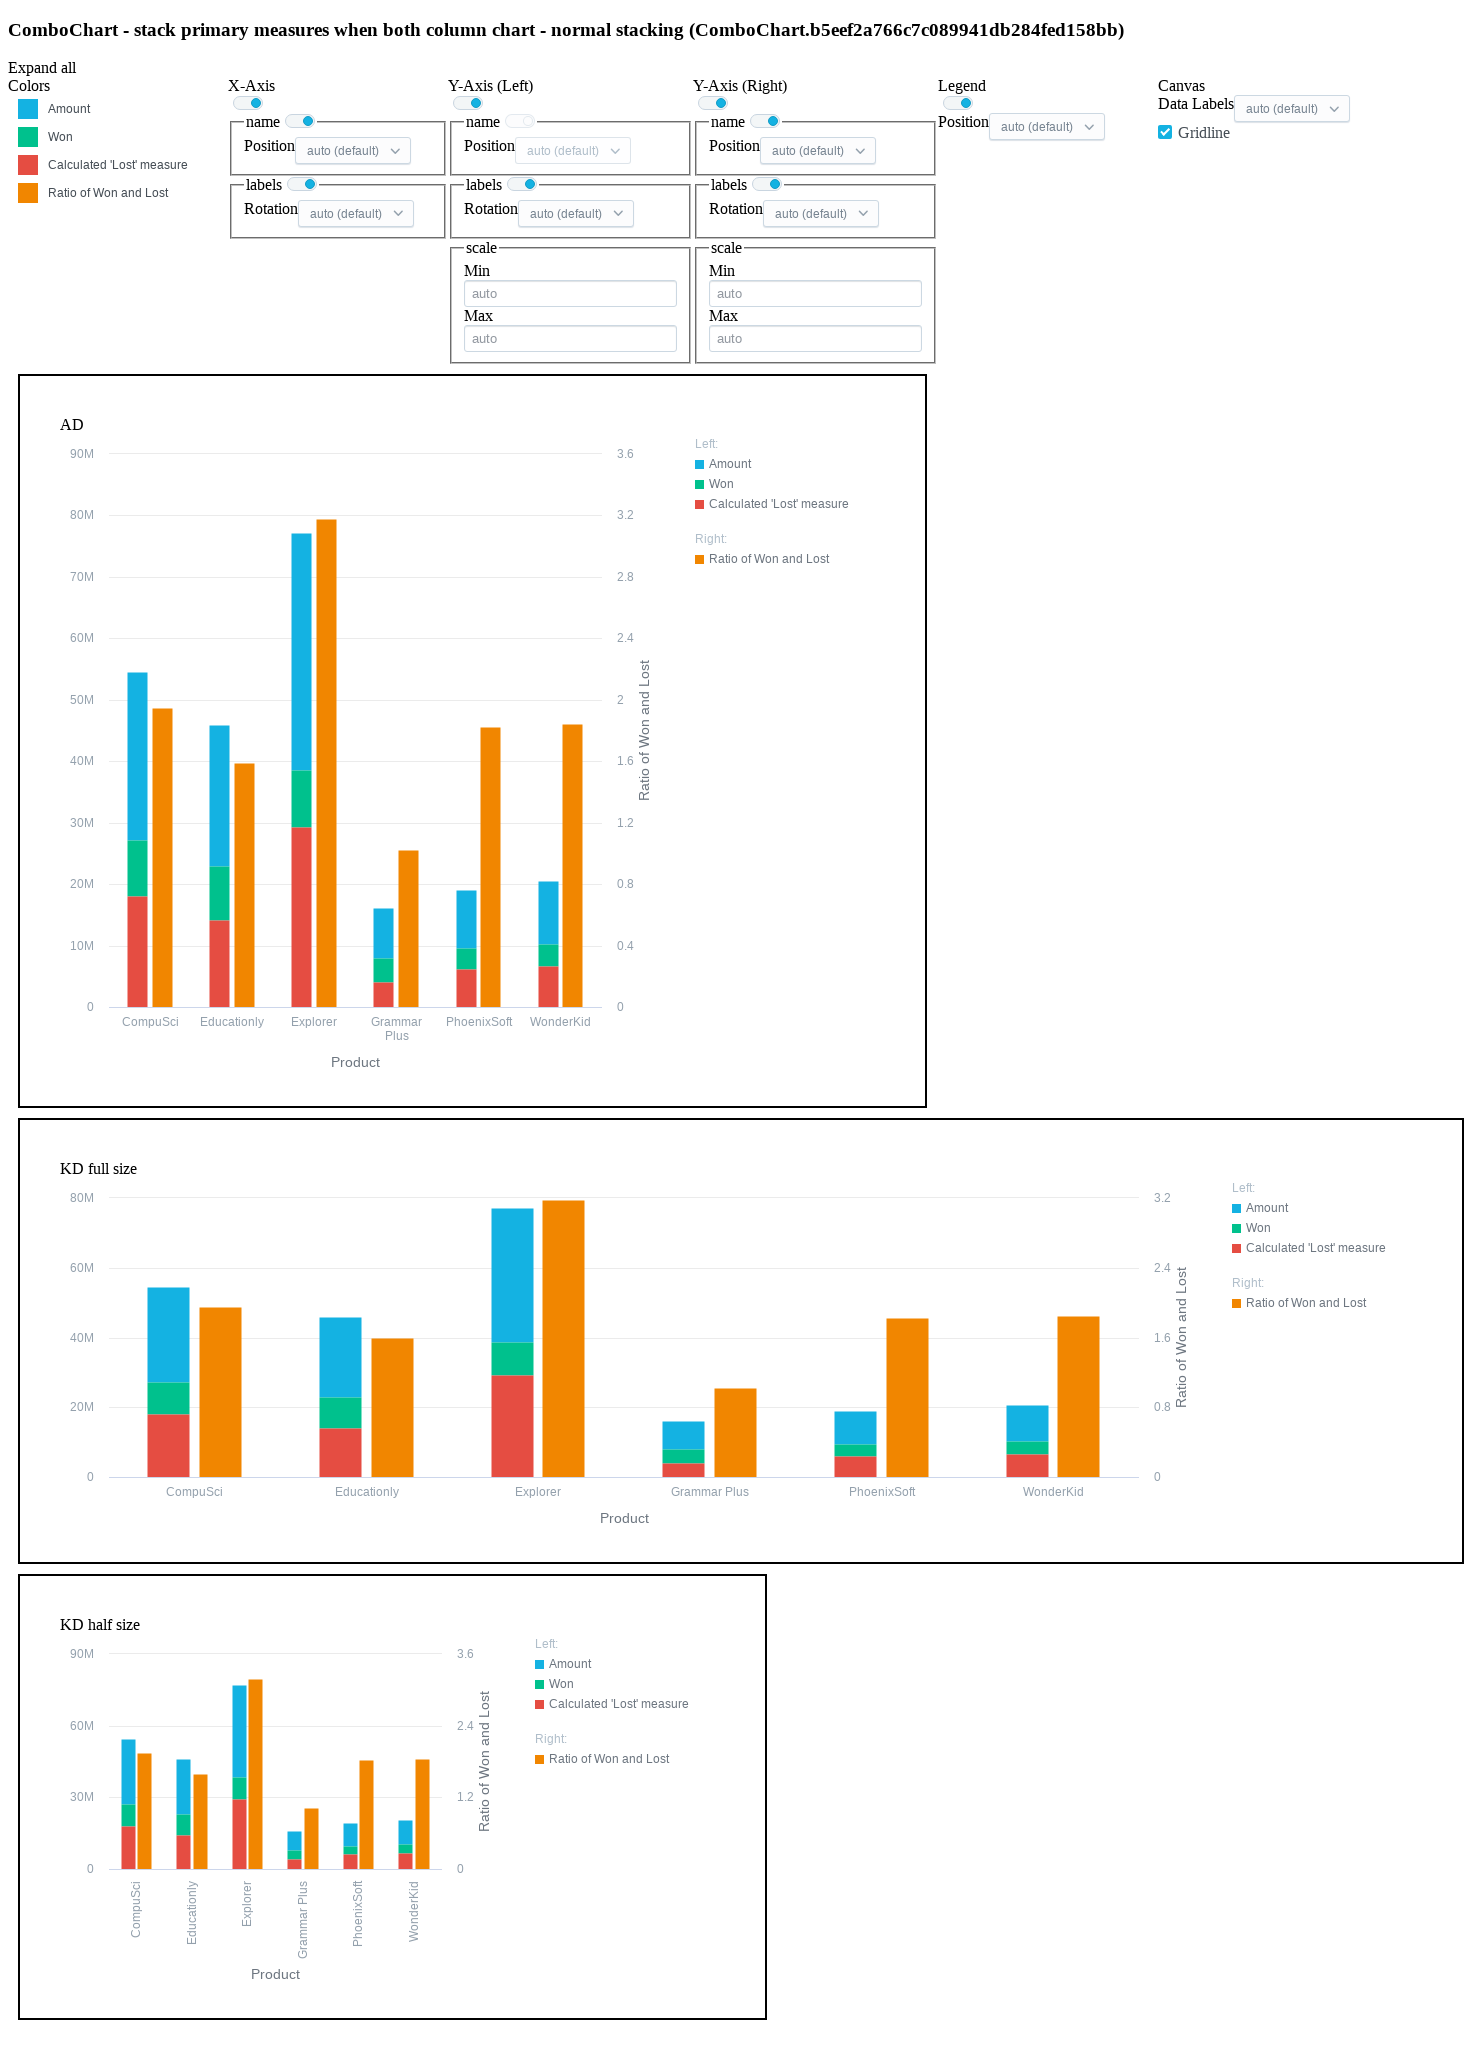 ComboChart - stack primary measures when both column chart - normal stacking (ComboChart.b5eef2a766c7c089941db284fed158bb)
Expand all
Colors
Amount
Won
Calculated 'Lost' measure
Ratio of Won and Lost
X-Axis
name
Position auto (default)
labels
Rotation auto (default)
Y-Axis (Left)
name
Position auto (default)
labels
Rotation auto (default)
scale
Min
auto
Max
auto
Y-Axis (Right)
name
Position auto (default)
labels
Rotation auto (default)
scale
Min
auto
Max
auto
Legend
Position auto (default)
Canvas
Data Labels auto (default)
Gridline
AD
90M
80M
70M
60M
50M
40M
30M
20M
10M
0
3.6
3.2
2.8
2.4
2
1.6
1.2
0.8
0.4
0
Ratio of Won and Lost
CompuSci
Educationly
Explorer
Grammar
Plus
PhoenixSoft
WonderKid
Product
Left:
Amount
Won
Calculated 'Lost' measure
Right:
Ratio of Won and Lost
KD full size
80M
60M
40M
20M
0
3.2
2.4
1.6
0.8
0
Ratio of Won and Lost
CompuSci
Educationly
Explorer
Grammar Plus
PhoenixSoft
WonderKid
Product
Left:
Amount
Won
Calculated 'Lost' measure
Right:
Ratio of Won and Lost
KD half size
90M
60M
30M
0
3.6
2.4
1.2
0
Ratio of Won and Lost
CompuSci
Educationly
Explorer
Grammar Plus
PhoenixSoft
WonderKid
Product
Left:
Amount
Won
Calculated 'Lost' measure
Right:
Ratio of Won and Lost